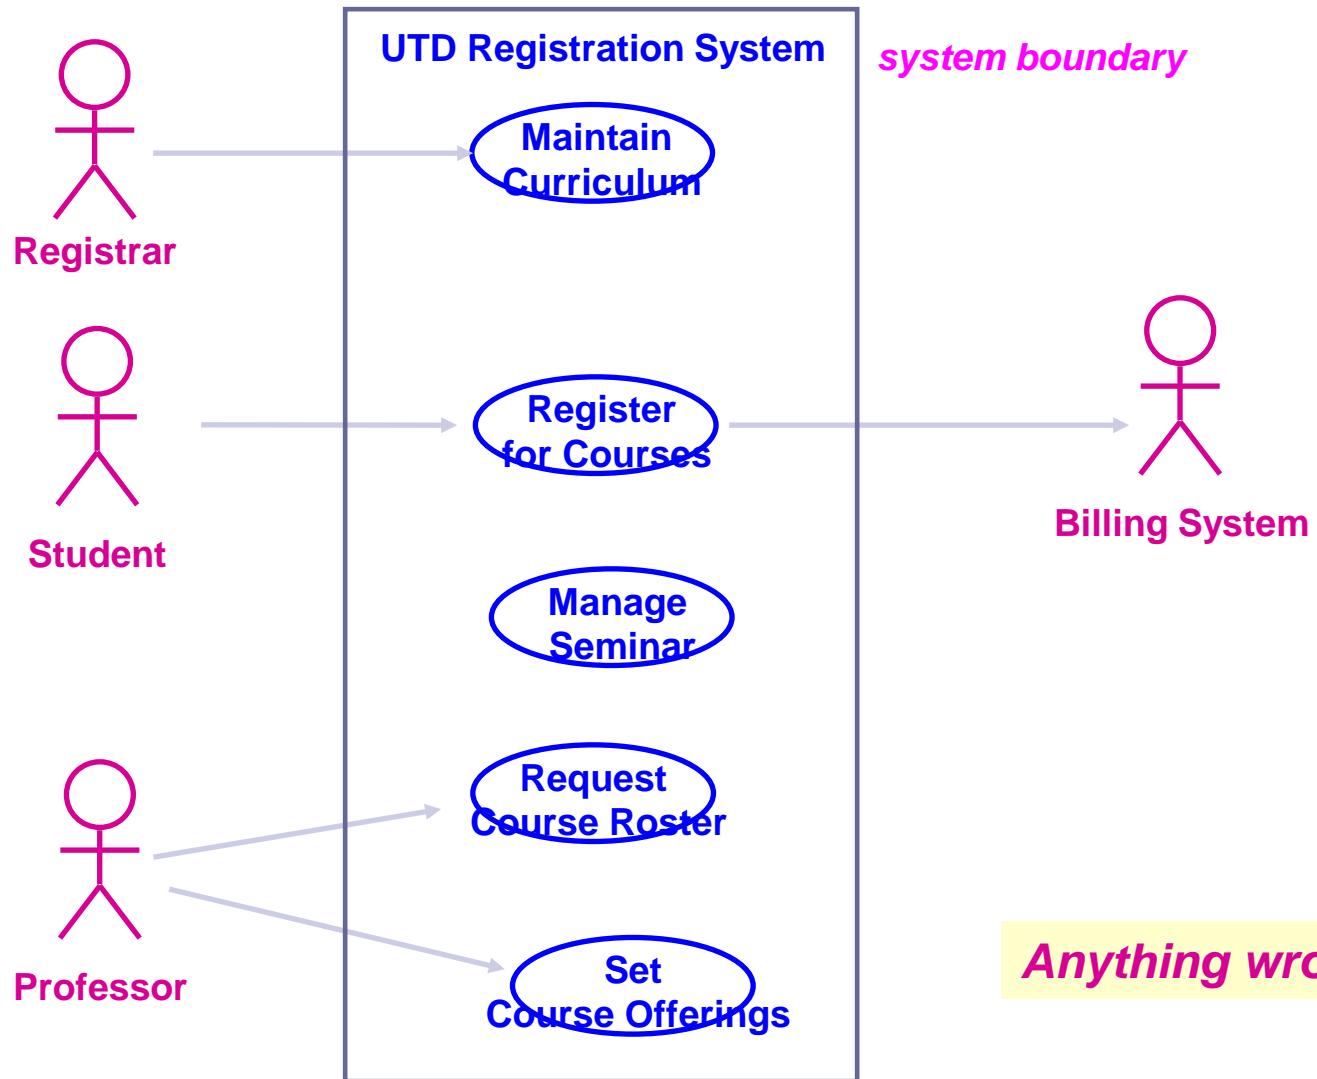 UTD Registration System
system boundary
Maintain
Curriculum
Registrar
Register
for Courses
Student
Billing System
Manage
Seminar
Request
Course Roster
Professor
Set
Course Offerings
Anything